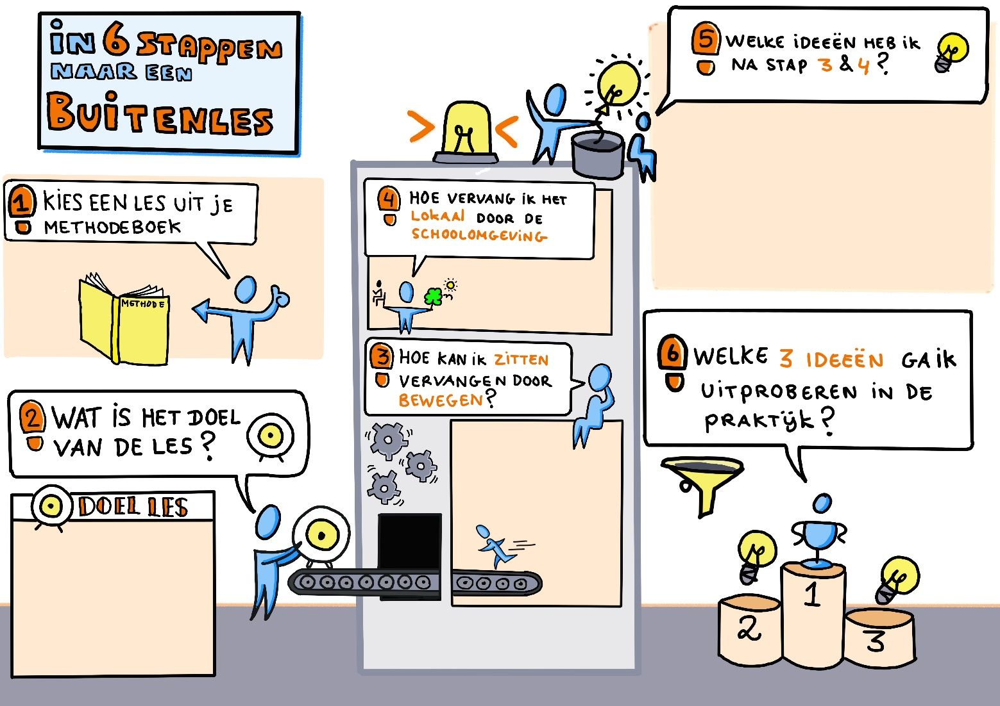 in 6 STAPPEN
NAAR EEN
BUiTENLES
1 KiES EEN LES UiT jE
METHODEBOEK
METHODE
2 WAT iS HET DOEL
VAN DE LES?
DOEL LES
3 HOE KAN iK ZiTTEN
VERVANGEN DOOR
BEWEGEN?
4 HOE VERVANG iK HET
LOKAAL DOOR DE
SCHOOLOMGEViNG
5 WELKE iDEEËN HEB iK
NA STAP 3 & 4?
6 WELKE 3 IDEEËN GA iK
UiTPROBEREN IN DE
PRAKTijk?
1
2
3